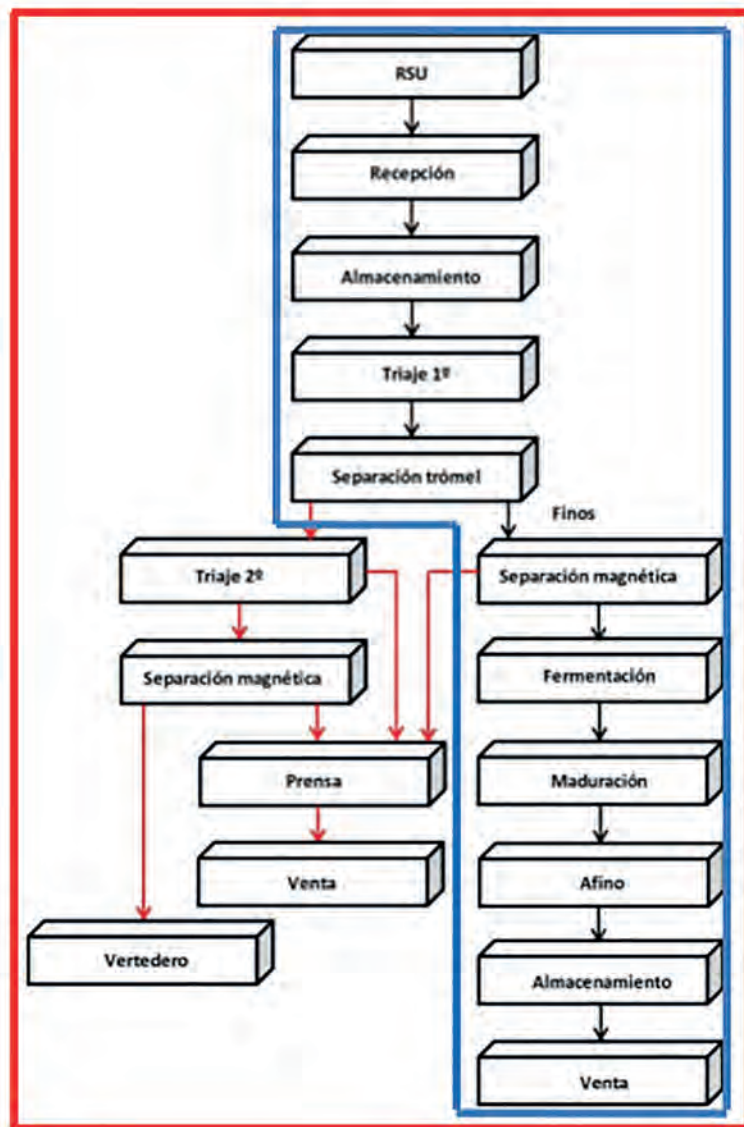 RSU
Recepción
Almacenamiento
Triaje 1º
Separación trómel
Finos
Triaje 2º
Separación magnética
Separación magnética
Fermentación
Prensa
Maduración
Venta
Afino
Vertedero
Almacenamiento
Venta